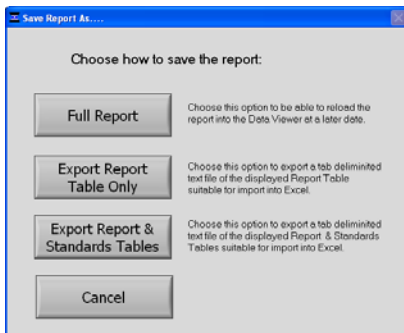 Save Report As....
Choose how to save the report:
Full Report
Choose this option to be able to reload the
report into the Data Viewer at a later date.
Export Report
Table Only
Choose this option to export a tab deliminited
text file of the displayed Report Table
suitable for import into Excel.
Export Report &
Standards Tables
Choose this option to export a tab deliminited
text file of the displayed Report & Standards
Tables suitable for import into Excel.
Cancel